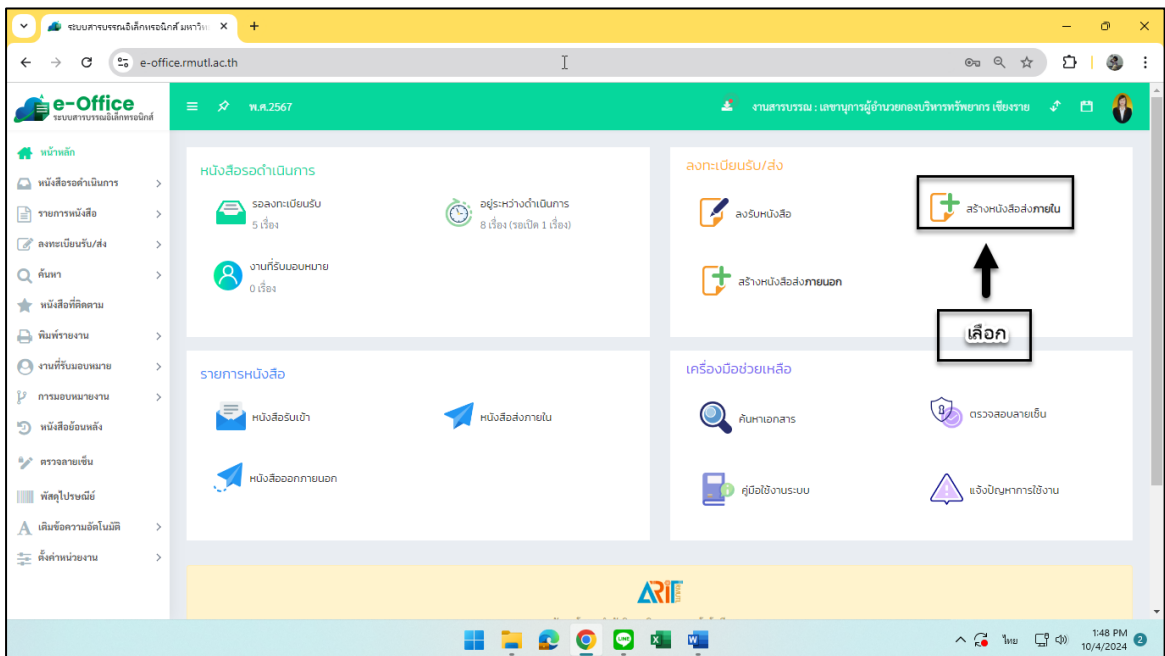 ระบบสารบรรณอิเล็กทรอนิกส์ มหาวิท
e-office.rmutl.ac.th
e-Office
ระบบสารบรรณอิเล็กทรอนิกส์
พ.ศ.2567
งานสารบรรณ : เลขานุการผู้อำนวยกองบริหารทรัพยากร เชียงราย
หน้าหลัก
หนังสือรอดำเนินการ
รายการหนังสือ
ลงทะเบียนรับ/ส่ง
ค้นหา
หนังสือที่ติดตาม
พิมพ์รายงาน
งานที่รับมอบหมาย
การมอบหมายงาน
หนังสือย้อนหลัง
ตรวจลายเซ็น
พัสดุไปรษณีย์
เติมข้อความอัตโนมัติ
ตั้งค่าหน่วยงาน
หนังสือรอดำเนินการ
รอลงทะเบียนรับ
5 เรื่อง
อยู่ระหว่างดำเนินการ
8 เรื่อง (รอเปิด 1 เรื่อง)
งานที่รับมอบหมาย
0 เรื่อง
ลงทะเบียนรับ/ส่ง
ลงรับหนังสือ
สร้างหนังสือส่งภายใน
สร้างหนังสือส่งภายนอก
เลือก
รายการหนังสือ
หนังสือรับเข้า
หนังสือส่งภายใน
หนังสือออกภายนอก
เครื่องมือช่วยเหลือ
ค้นหาเอกสาร
ตรวจสอบลายเซ็น
คู่มือใช้งานระบบ
แจ้งปัญหาการใช้งาน
ARiT
ไทย
1:48 PM
10/4/2024
2